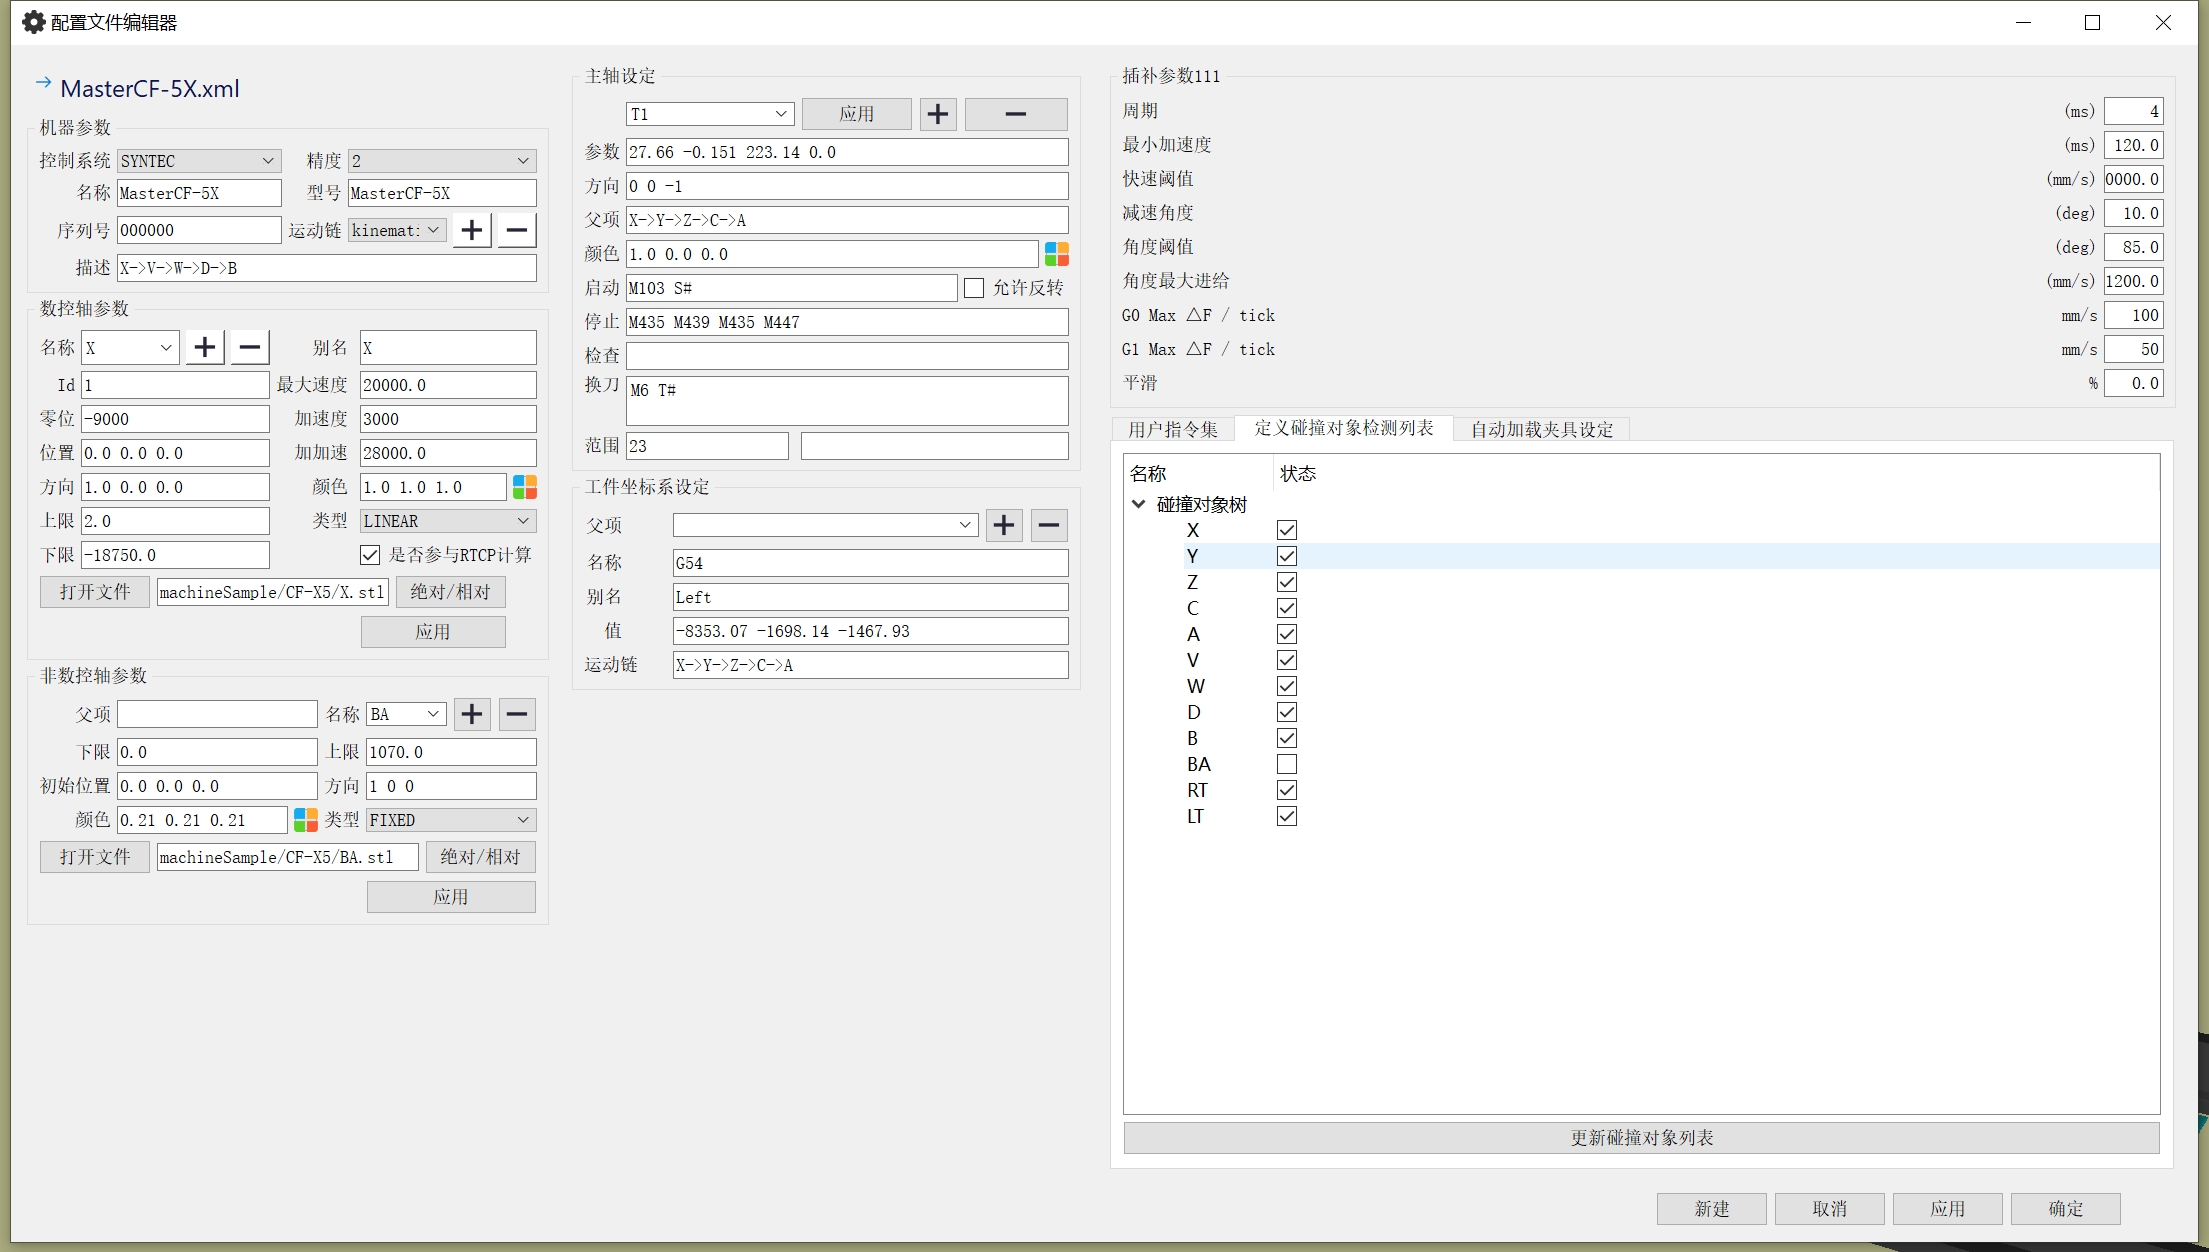 配置文件编辑器
MasterCF-5X.xml
机器参数
控制系统 SYNTEC 精度 2
名称 MasterCF-5X 型号 MasterCF-5X
序列号 000000 运动链 kinemat
描述 X->V->W->D->B
数控轴参数
名称 X 别名 X
Id 1 最大速度 20000.0
零位 -9000 加速度 3000
位置 0.0 0.0 0.0 加加速 28000.0
方向 1.0 0.0 0.0 颜色 1.0 1.0 1.0
上限 2.0 类型 LINEAR
下限 -18750.0 是否参与RTCP计算
打开文件 machineSample/CF-X5/X.stl 绝对/相对
应用
非数控轴参数
父项 名称 BA
下限 0.0 上限 1070.0
初始位置 0.0 0.0 0.0 方向 1 0 0
颜色 0.21 0.21 0.21 类型 FIXED
打开文件 machineSample/CF-X5/BA.stl 绝对/相对
应用
主轴设定
T1 应用
参数 27.66 -0.151 223.14 0.0
方向 0 0 -1
父项 X->Y->Z->C->A
颜色 1.0 0.0 0.0
启动 M103 S# 允许反转
停止 M435 M439 M435 M447
检查
换刀 M6 T#
范围 23
工件坐标系设定
父项
名称 G54
别名 Left
值 -8353.07 -1698.14 -1467.93
运动链 X->Y->Z->C->A
插补参数111
周期 (ms) 4
最小加速度 (ms) 120.0
快速阈值 (mm/s) 0000.0
减速角度 (deg) 10.0
角度阈值 (deg) 85.0
角度最大进给 (mm/s) 1200.0
G0 Max △F / tick mm/s 100
G1 Max △F / tick mm/s 50
平滑 % 0.0
用户指令集 定义碰撞对象检测列表 自动加载夹具设定
名称 状态
碰撞对象树
X
Y
Z
C
A
V
W
D
B
BA
RT
LT
更新碰撞对象列表
新建 取消 应用 确定